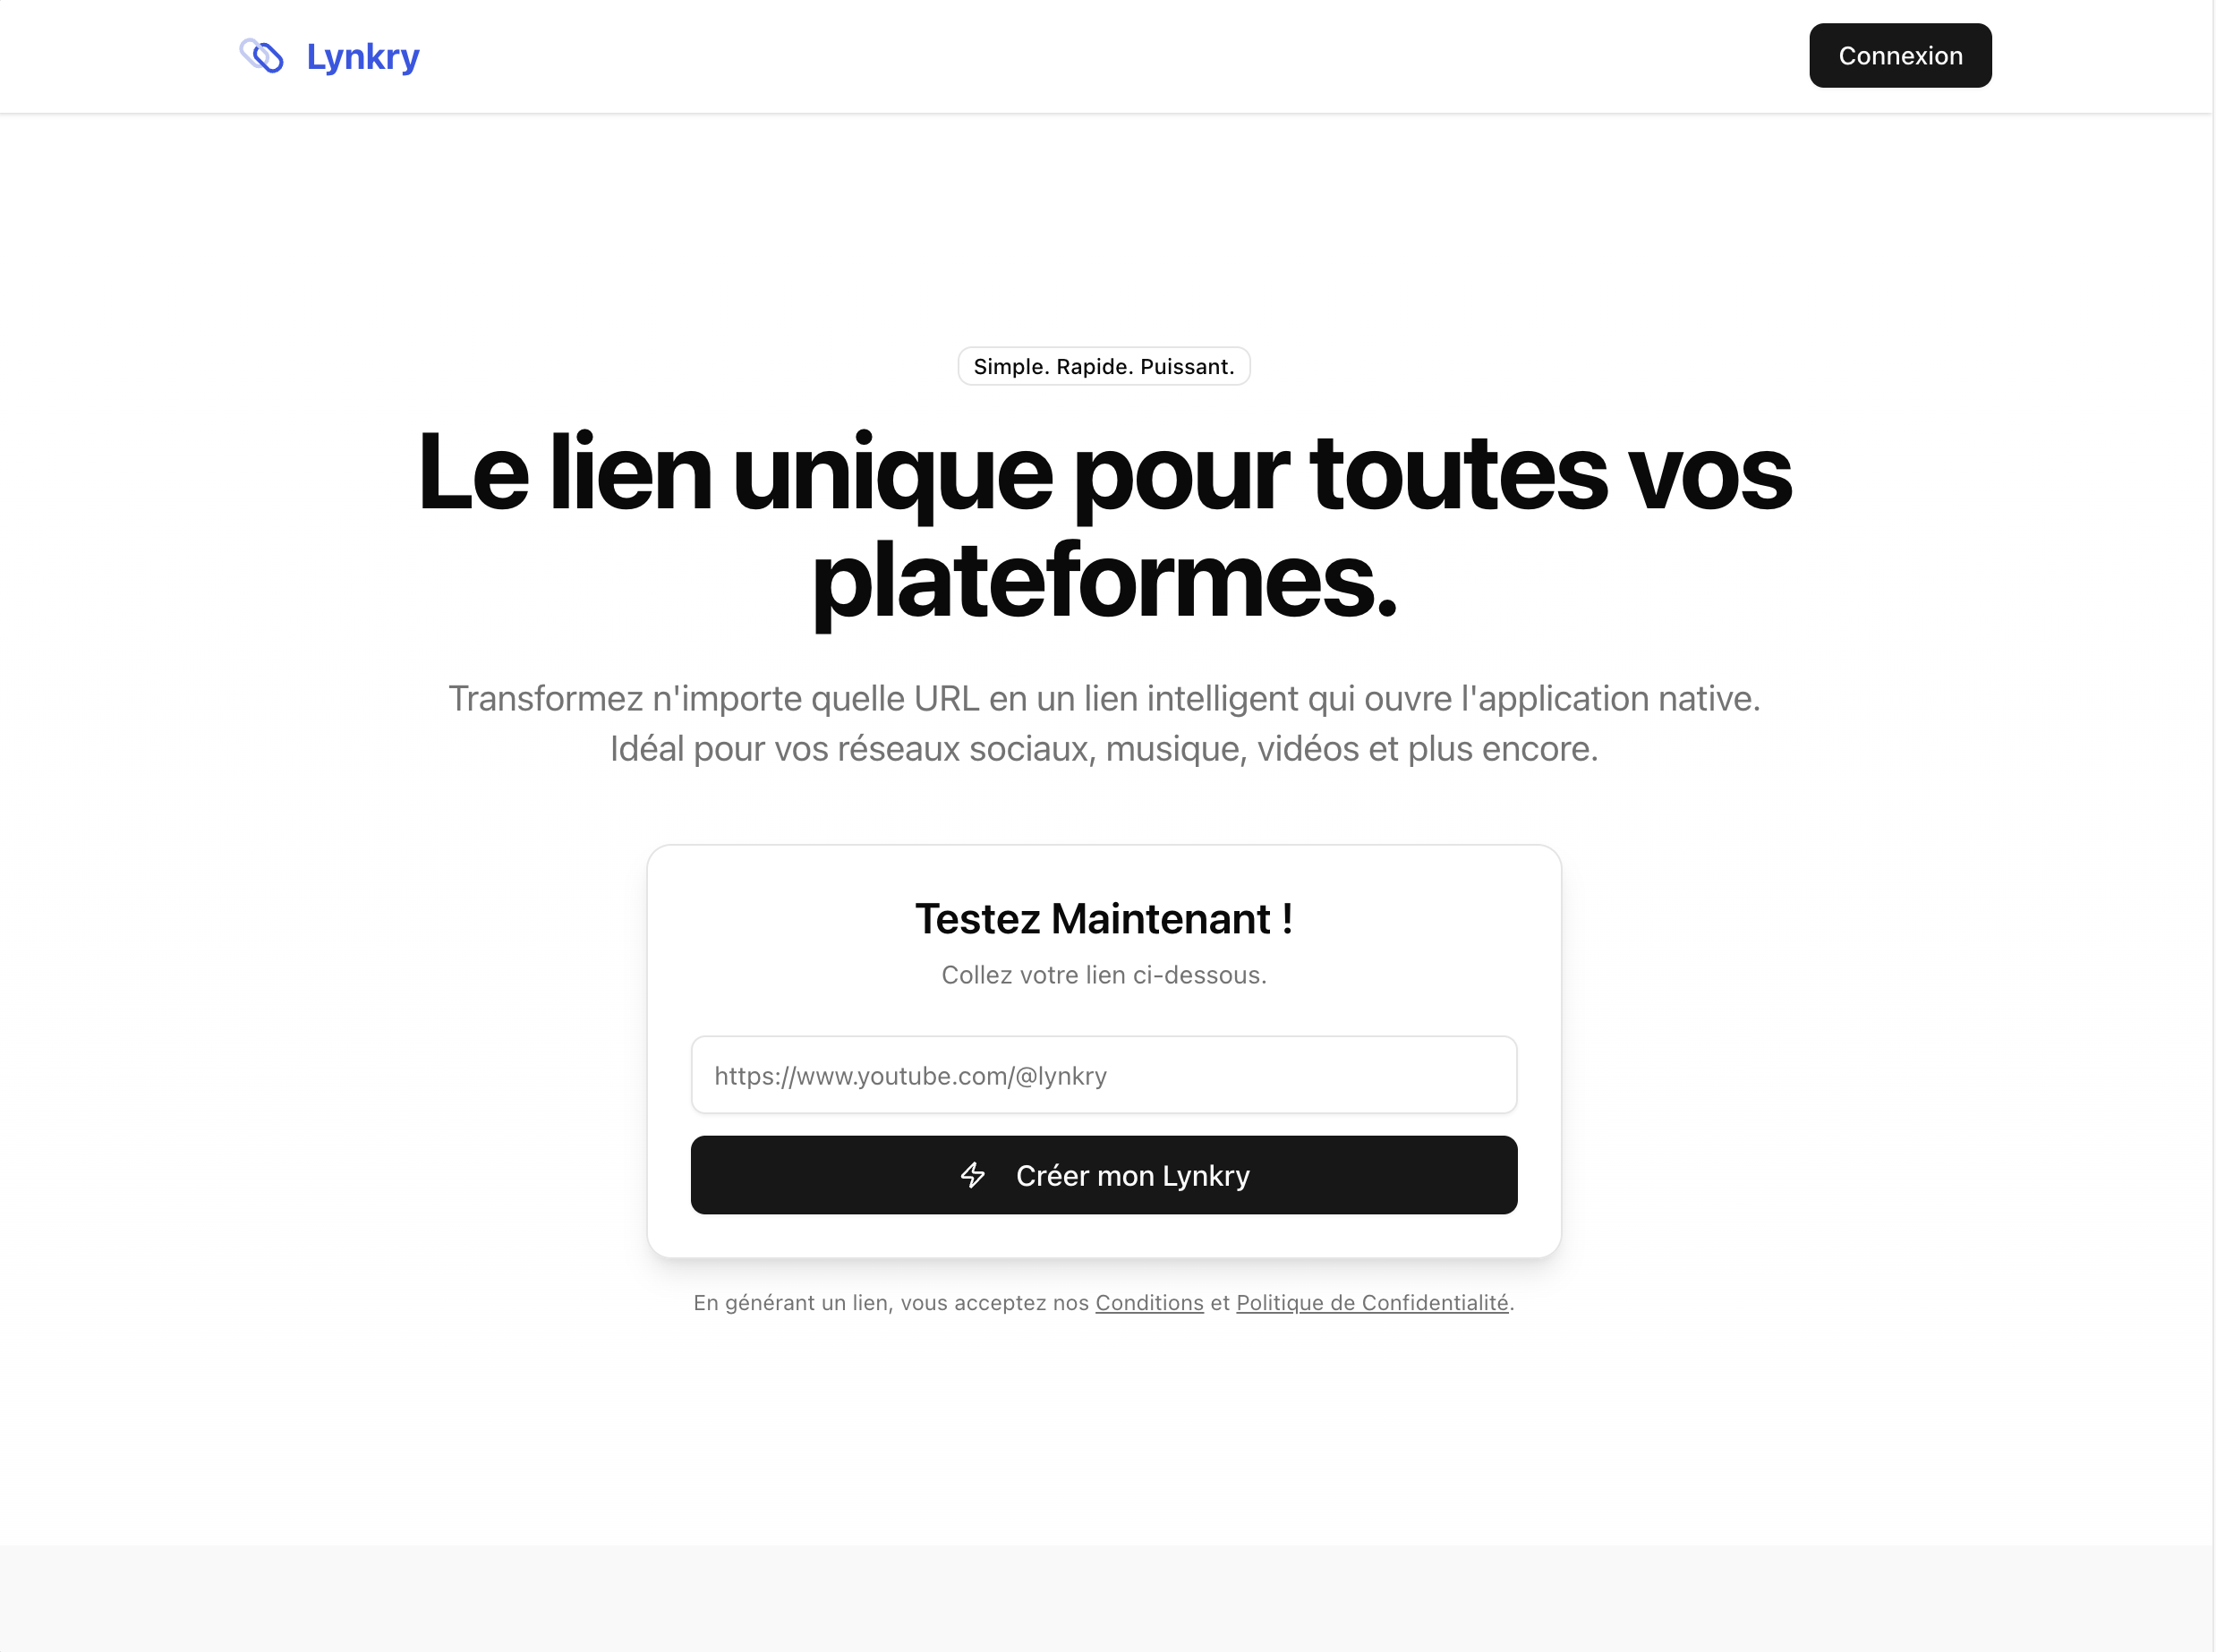 Lynkry
Connexion
Simple. Rapide. Puissant.
Le lien unique pour toutes vos
plateformes.
Transformez n'importe quelle URL en un lien intelligent qui ouvre l'application native.
Idéal pour vos réseaux sociaux, musique, vidéos et plus encore.
Testez Maintenant !
Collez votre lien ci-dessous.
https://www.youtube.com/@lynkry
Créer mon Lynkry
En générant un lien, vous acceptez nos Conditions et Politique de Confidentialité.